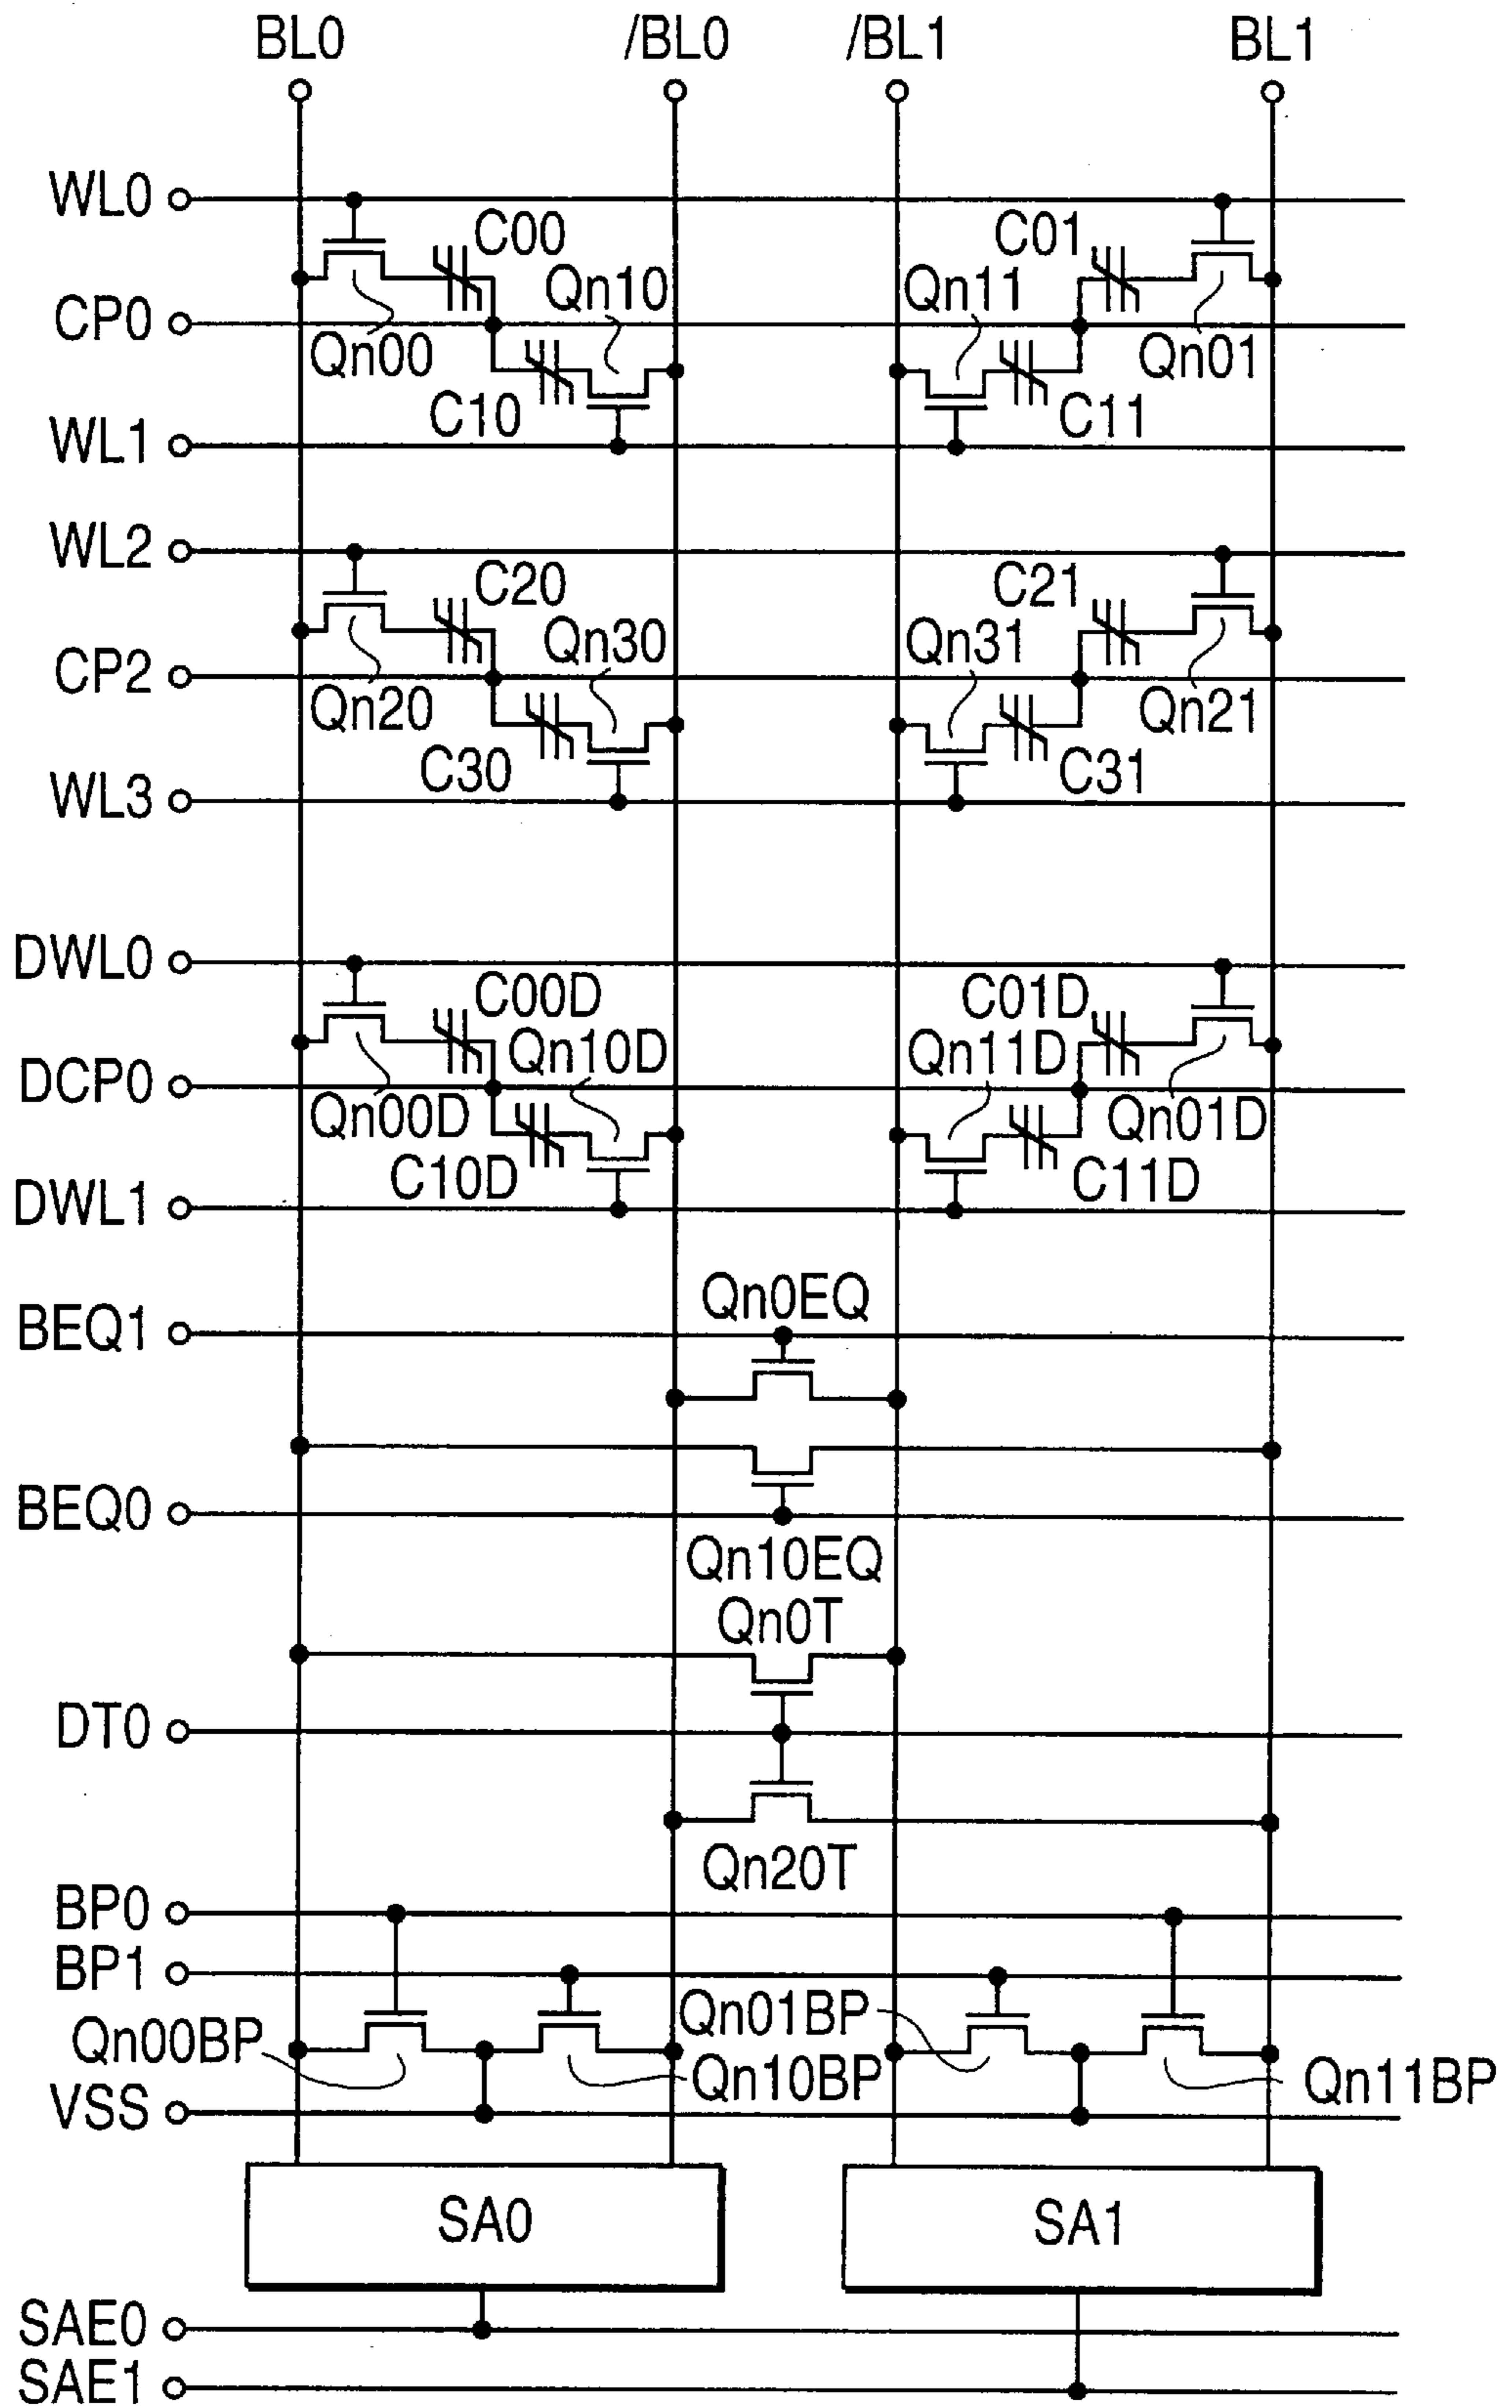 BL0 /BL0 /BL1 BL1
WL0
C00 C01
Qn10 Qn11
CP0
Qn00 Qn01
C10 C11
WL1
WL2
C20 C21
Qn30 Qn31
CP2
Qn20 Qn21
C30 C31
WL3
DWL0
C00D C01D
Qn10D Qn11D
DCP0
Qn00D Qn01D
C10D C11D
DWL1
Qn0EQ
BEQ1
BEQ0
Qn10EQ
Qn0T
DT0
Qn20T
BP0
BP1
Qn00BP Qn01BP
Qn10BP Qn11BP
VSS
SA0 SA1
SAE0
SAE1